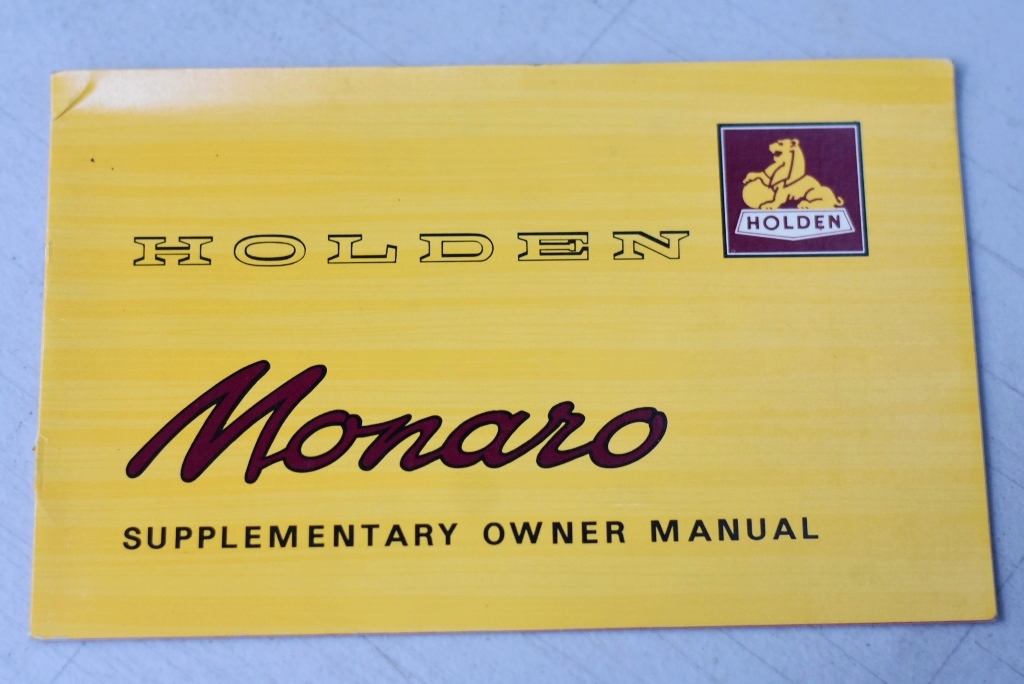 HOLDEN
HOLDEN
Monaro
SUPPLEMENTARY OWNER MANUAL